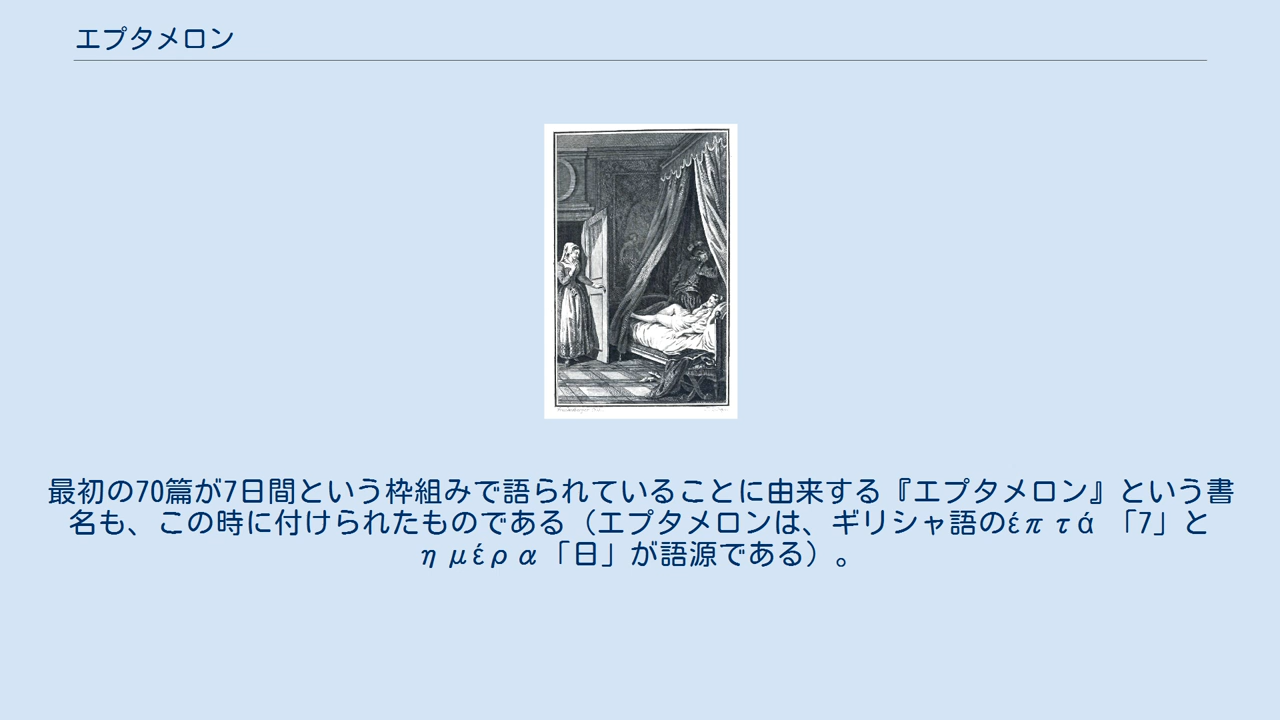 エプタメロン
最初の70篇が7日間という枠組みで語られていることに由来する『エプタメロン』という書
名も、この時に付けられたものである（エプタメロンは、ギリシャ語のέπτά 「7」と
ημέρα「日」が語源である）。